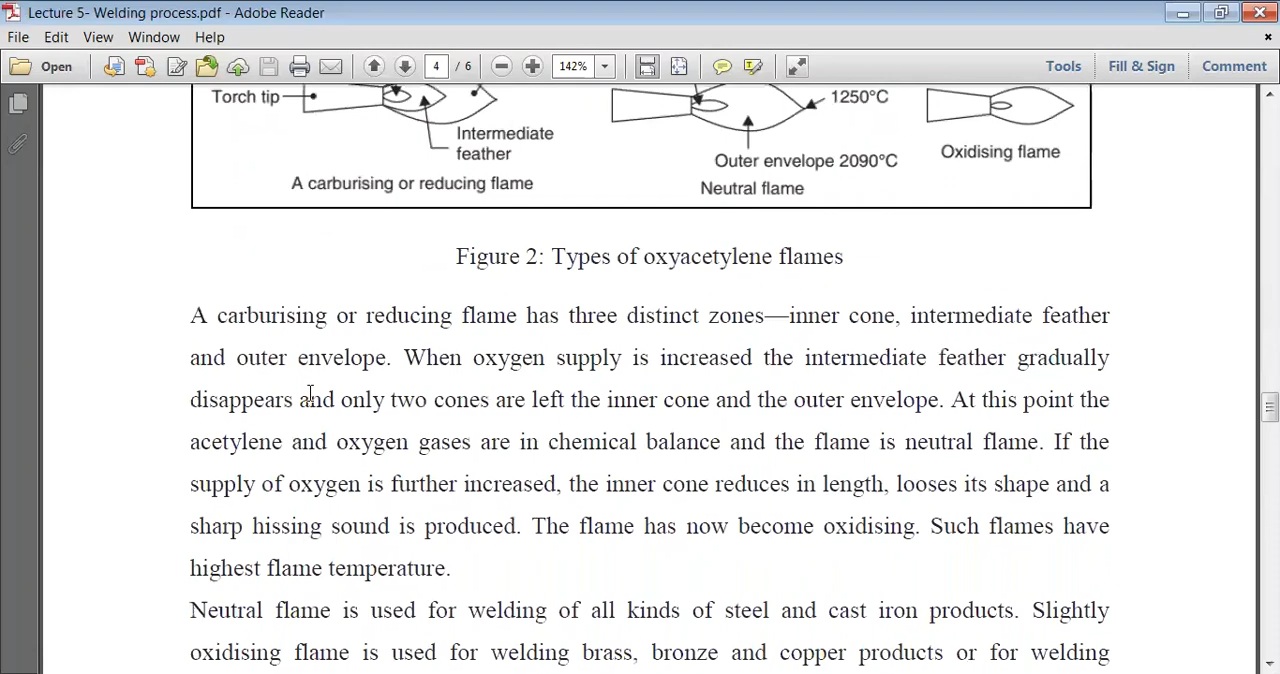 Lecture 5- Welding process.pdf - Adobe Reader
File Edit View Window Help
Open 4 / 6 142% Tools Fill & Sign Comment
Torch tip
1250°C
Intermediate
feather
Outer envelope 2090°C
Oxidising flame
A carburising or reducing flame
Neutral flame
Figure 2: Types of oxyacetylene flames
A carburising or reducing flame has three distinct zones—inner cone, intermediate feather
and outer envelope. When oxygen supply is increased the intermediate feather gradually
disappears and only two cones are left the inner cone and the outer envelope. At this point the
acetylene and oxygen gases are in chemical balance and the flame is neutral flame. If the
supply of oxygen is further increased, the inner cone reduces in length, looses its shape and a
sharp hissing sound is produced. The flame has now become oxidising. Such flames have
highest flame temperature.
Neutral flame is used for welding of all kinds of steel and cast iron products. Slightly
oxidising flame is used for welding brass, bronze and copper products or for welding